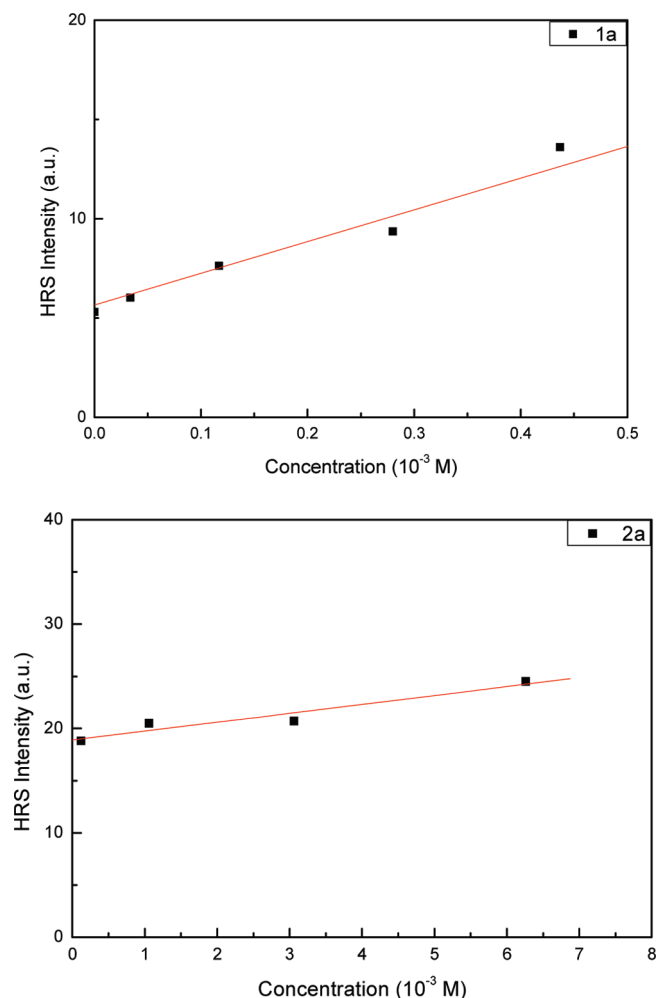 1a
HRS Intensity (a.u.)
20
10
0
0.0 0.1 0.2 0.3 0.4 0.5
Concentration (10⁻³ M)
2a
HRS Intensity (a.u.)
40
30
20
10
0
0 1 2 3 4 5 6 7 8
Concentration (10⁻³ M)